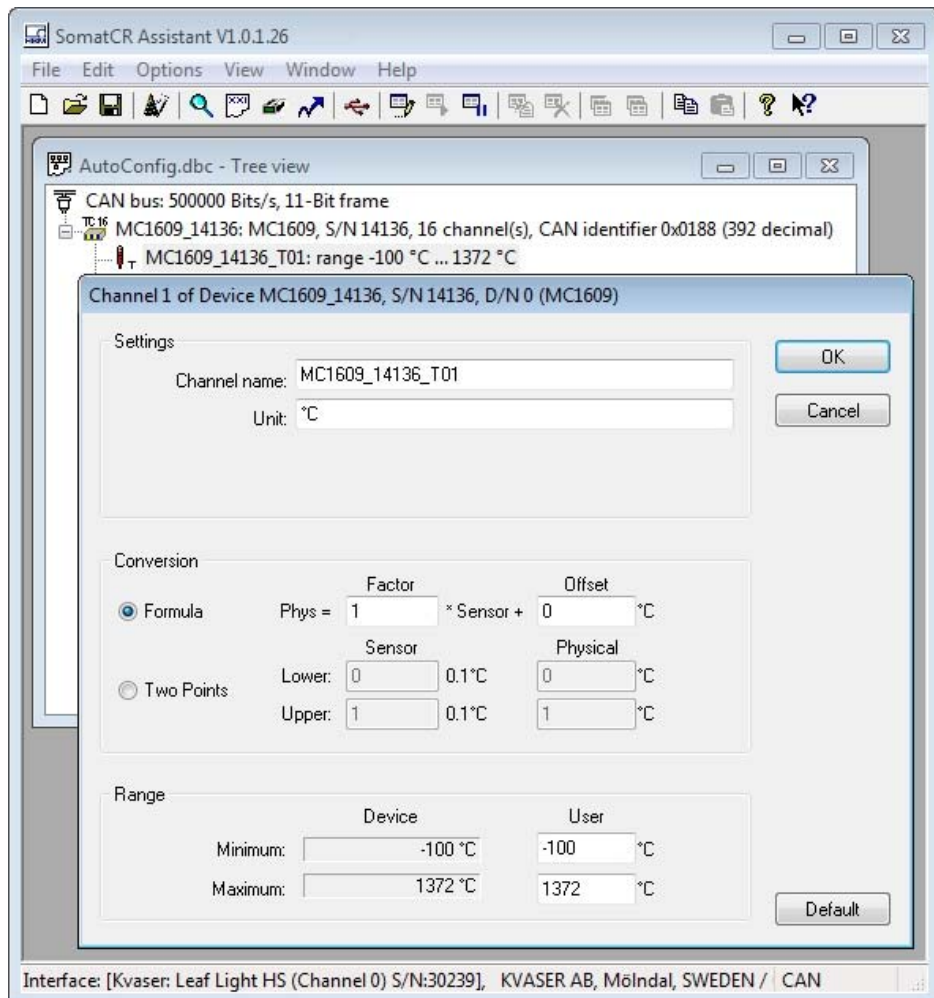 SomatCR Assistant V1.0.1.26
File Edit Options View Window Help
AutoConfig.dbc - Tree view
CAN bus: 500000 Bits/s, 11-Bit frame
MC1609_14136: MC1609, S/N 14136, 16 channel(s), CAN identifier 0x0188 (392 decimal)
MC1609_14136_T01: range -100 °C ... 1372 °C
Channel 1 of Device MC1609_14136, S/N 14136, D/N 0 (MC1609)
Settings
Channel name: MC1609_14136_T01
Unit: °C
OK
Cancel
Conversion
Factor Offset
Formula Phys = 1 * Sensor + 0 °C
Sensor Physical
Two Points
Lower: 0 0.1°C 0 °C
Upper: 1 0.1°C 1 °C
Range
Device User
Minimum: -100 °C -100 °C
Maximum: 1372 °C 1372 °C
Default
Interface: [Kvaser: Leaf Light HS (Channel 0) S/N:30239], KVASER AB, Mölndal, SWEDEN / CAN